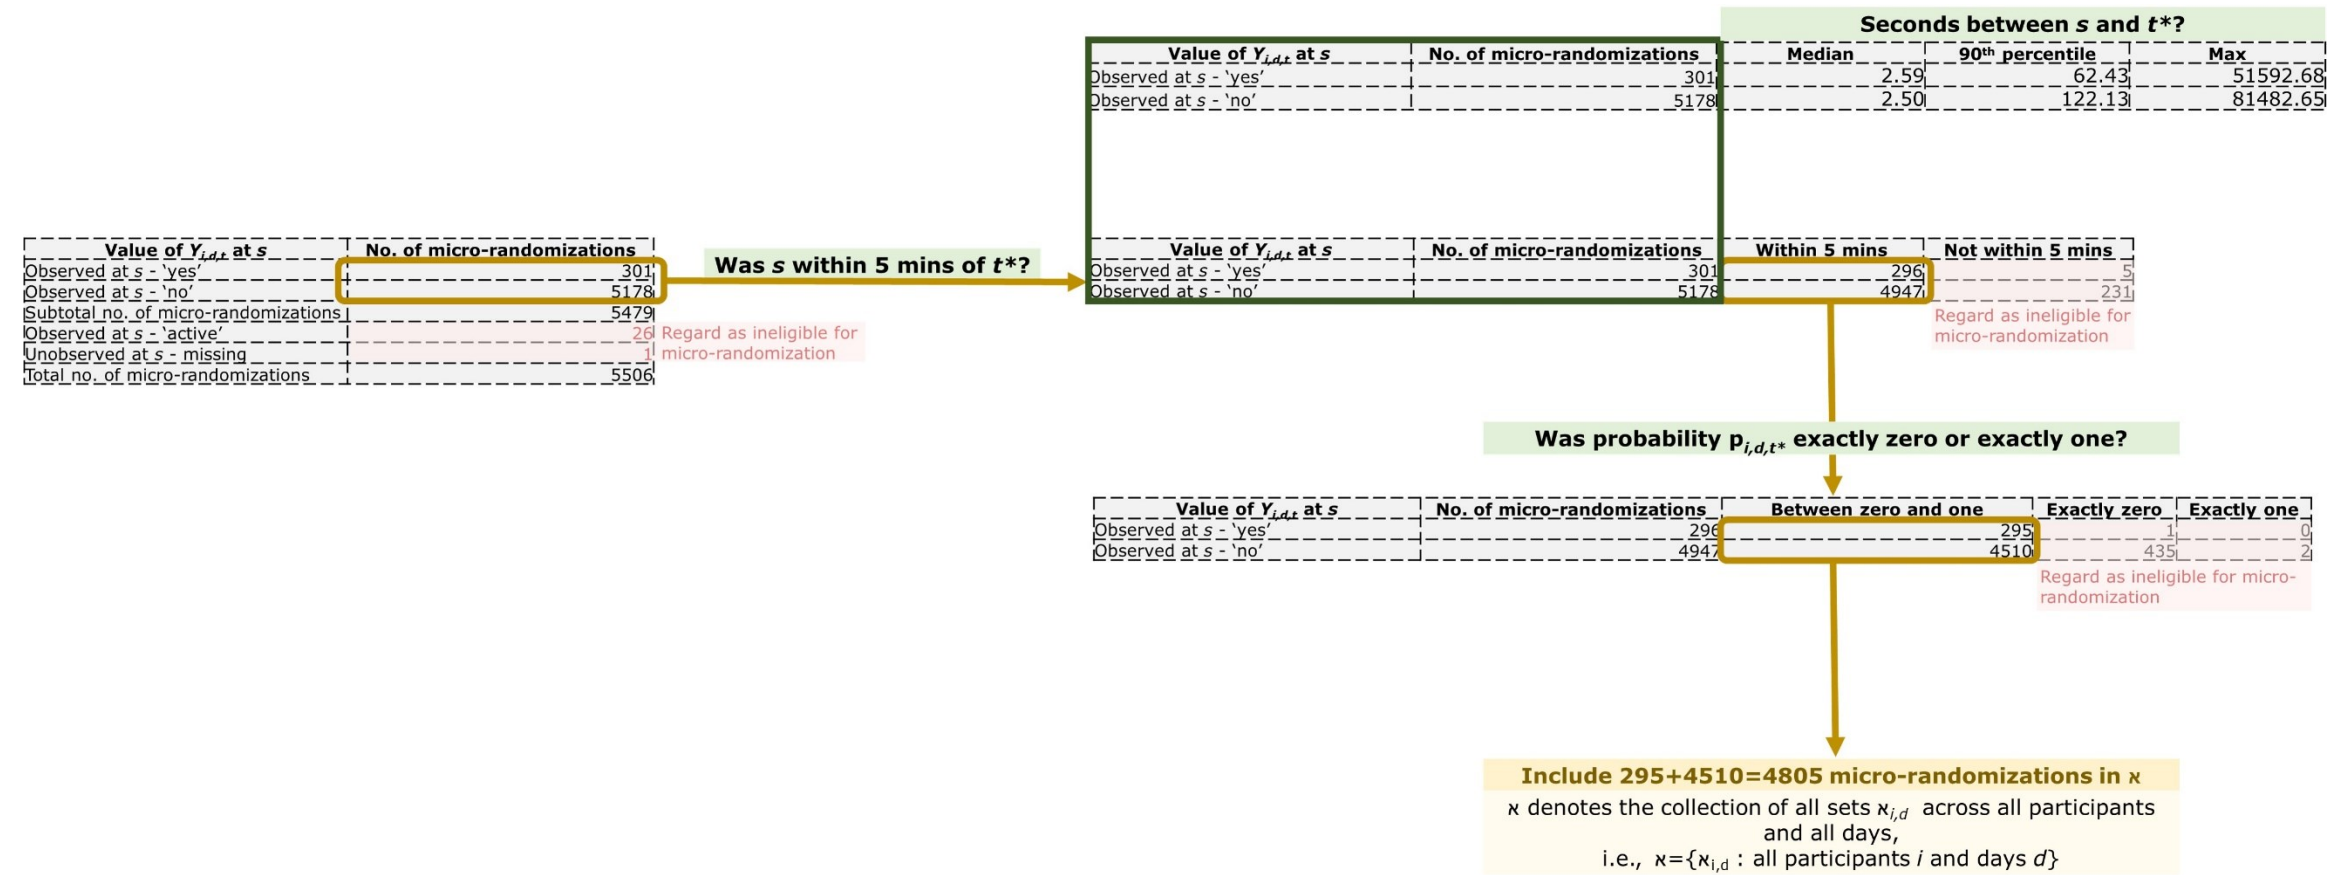 Seconds between s and t*?
Value of Yi,d,t at s No. of micro-randomizations Median 90th percentile Max
Observed at s - ‘yes’ 301 2.59 62.43 51592.68
Observed at s - ‘no’ 5178 2.50 122.13 81482.65
Value of Yi,d,t at s No. of micro-randomizations
Observed at s - ‘yes’ 301
Observed at s - ‘no’ 5178
Subtotal no. of micro-randomizations 5479
Observed at s - ‘active’ 26
Unobserved at s - missing 1
Total no. of micro-randomizations 5506
Regard as ineligible for
micro-randomization
Was s within 5 mins of t*?
Value of Yi,d,t at s No. of micro-randomizations Within 5 mins Not within 5 mins
Observed at s - ‘yes’ 301 296 5
Observed at s - ‘no’ 5178 4947 231
Regard as ineligible for
micro-randomization
Was probability pi,d,t* exactly zero or exactly one?
Value of Yi,d,t at s No. of micro-randomizations Between zero and one Exactly zero Exactly one
Observed at s - ‘yes’ 296 295 1 0
Observed at s - ‘no’ 4947 4510 435 2
Regard as ineligible for micro-
randomization
Include 295+4510=4805 micro-randomizations in א
א denotes the collection of all sets אi,d across all participants
and all days,
i.e., א={אi,d : all participants i and days d}